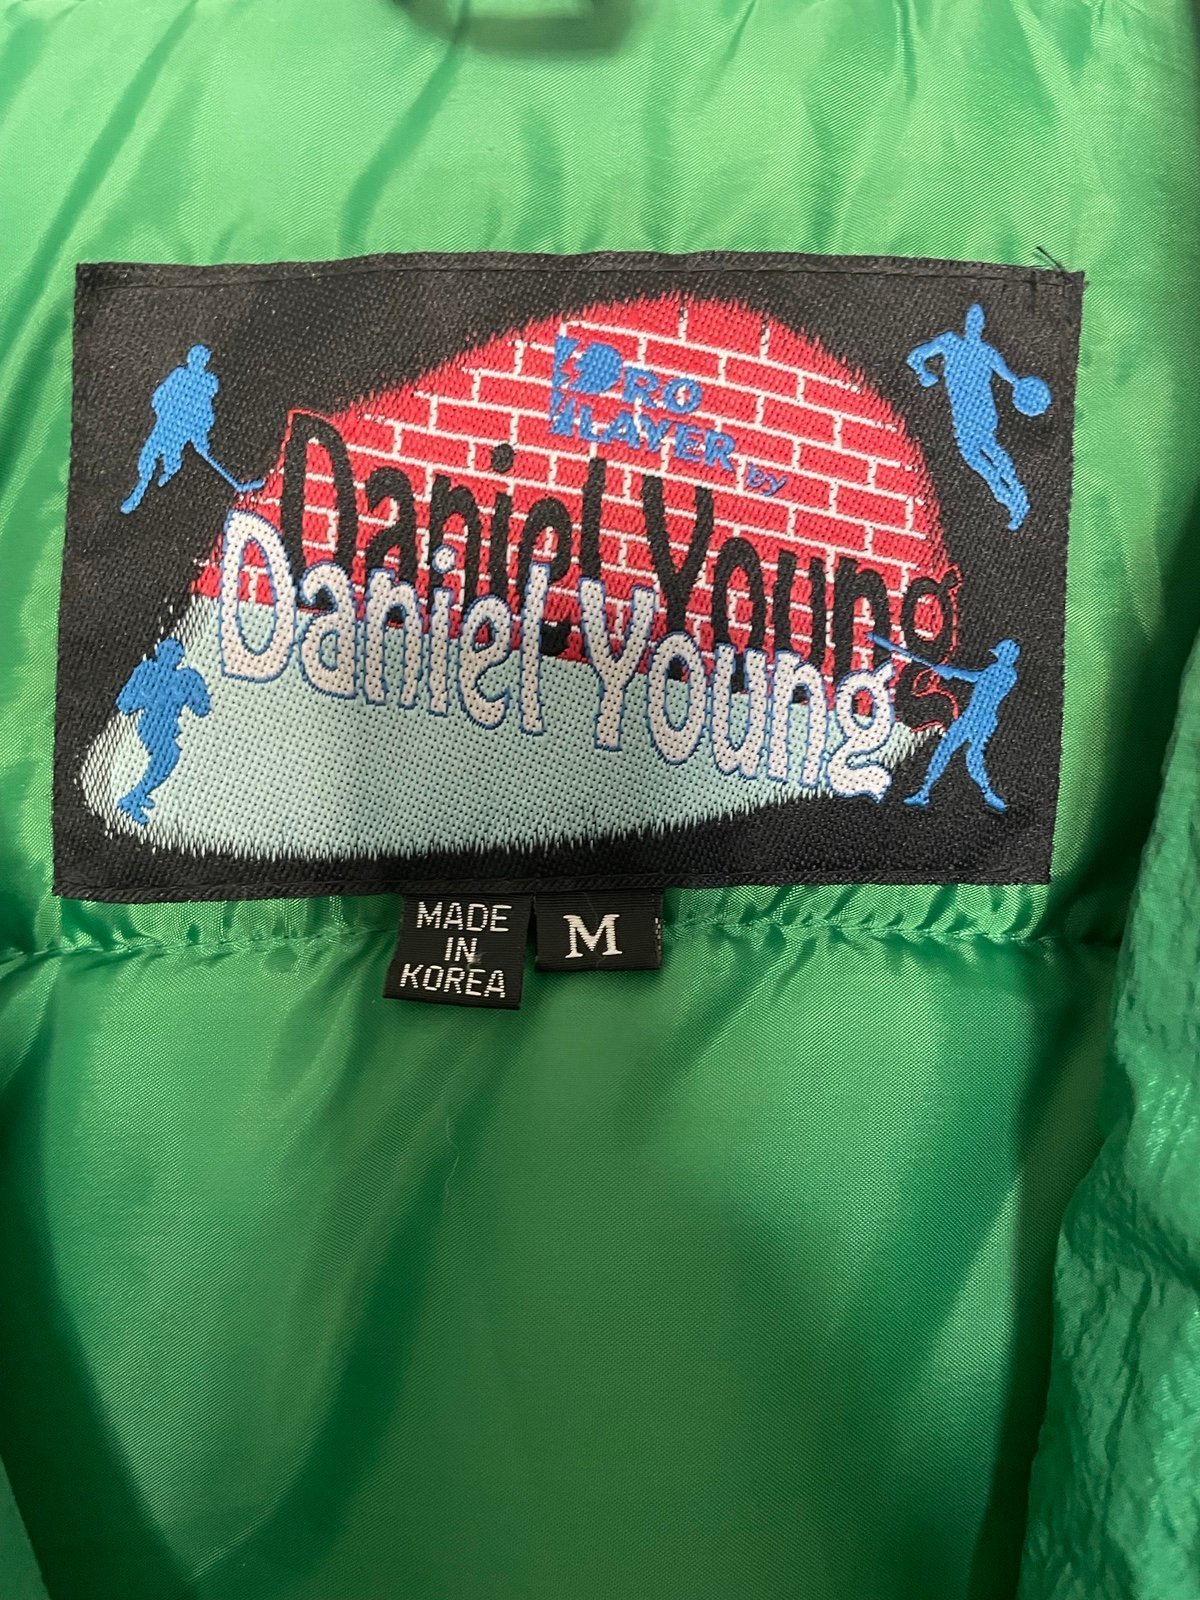 PRO
PLAYER by
Daniel Young
Daniel Young
MADE
IN
KOREA
M